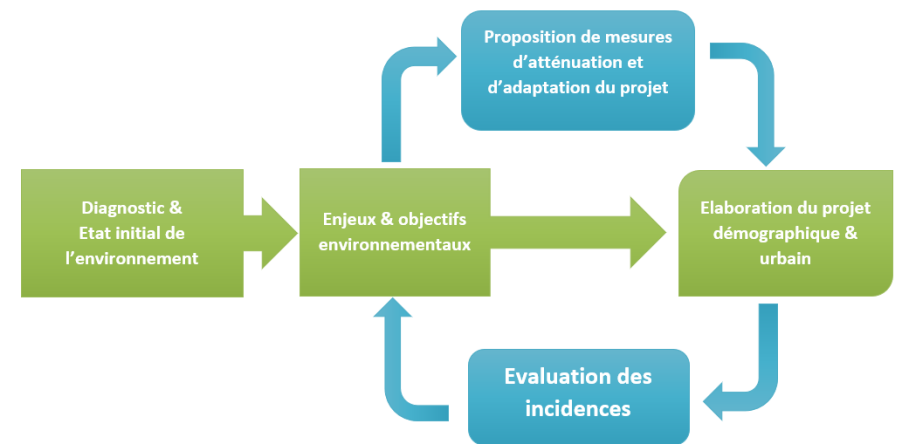 Proposition de mesures
d’atténuation et
d’adaptation du projet
Diagnostic &
Etat initial de
l’environnement
Enjeux & objectifs
environnementaux
Elaboration du projet
démographique &
urbain
Evaluation des
incidences